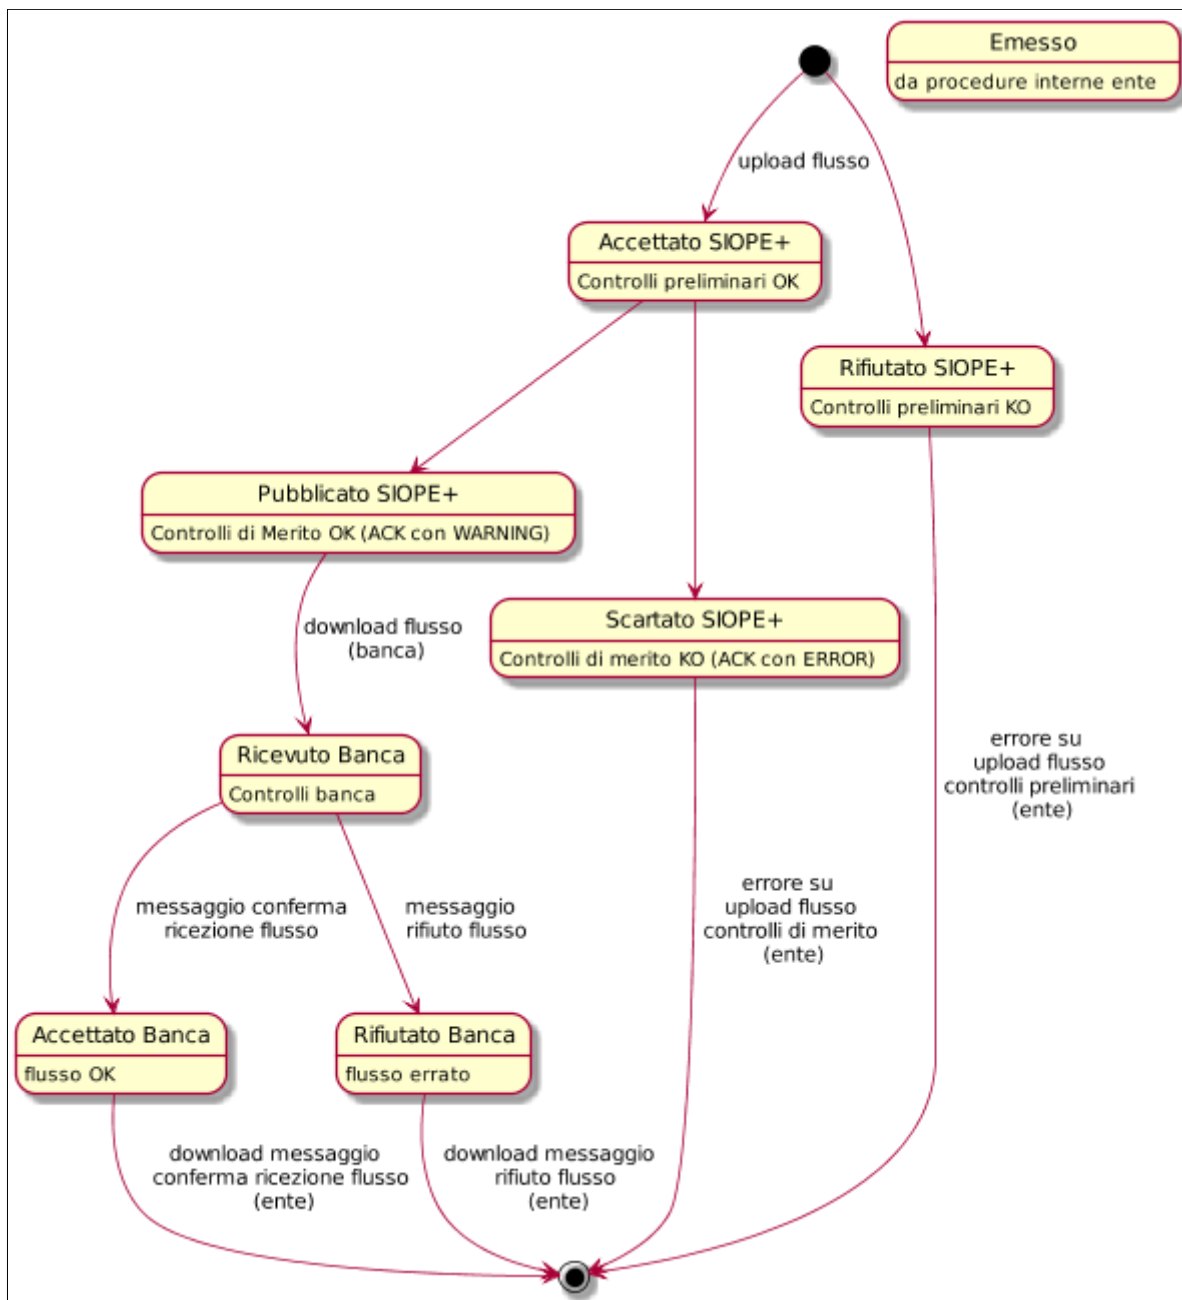 Emesso
da procedure interne ente
upload flusso
Accettato SIOPE+
Controlli preliminari OK
Rifiutato SIOPE+
Controlli preliminari KO
Pubblicato SIOPE+
Controlli di Merito OK (ACK con WARNING)
download flusso
(banca)
Scartato SIOPE+
Controlli di merito KO (ACK con ERROR)
Ricevuto Banca
Controlli banca
errore su
upload flusso
controlli preliminari
(ente)
messaggio conferma
ricezione flusso
messaggio
rifiuto flusso
errore su
upload flusso
controlli di merito
(ente)
Accettato Banca
flusso OK
Rifiutato Banca
flusso errato
download messaggio
conferma ricezione flusso
(ente)
download messaggio
rifiuto flusso
(ente)